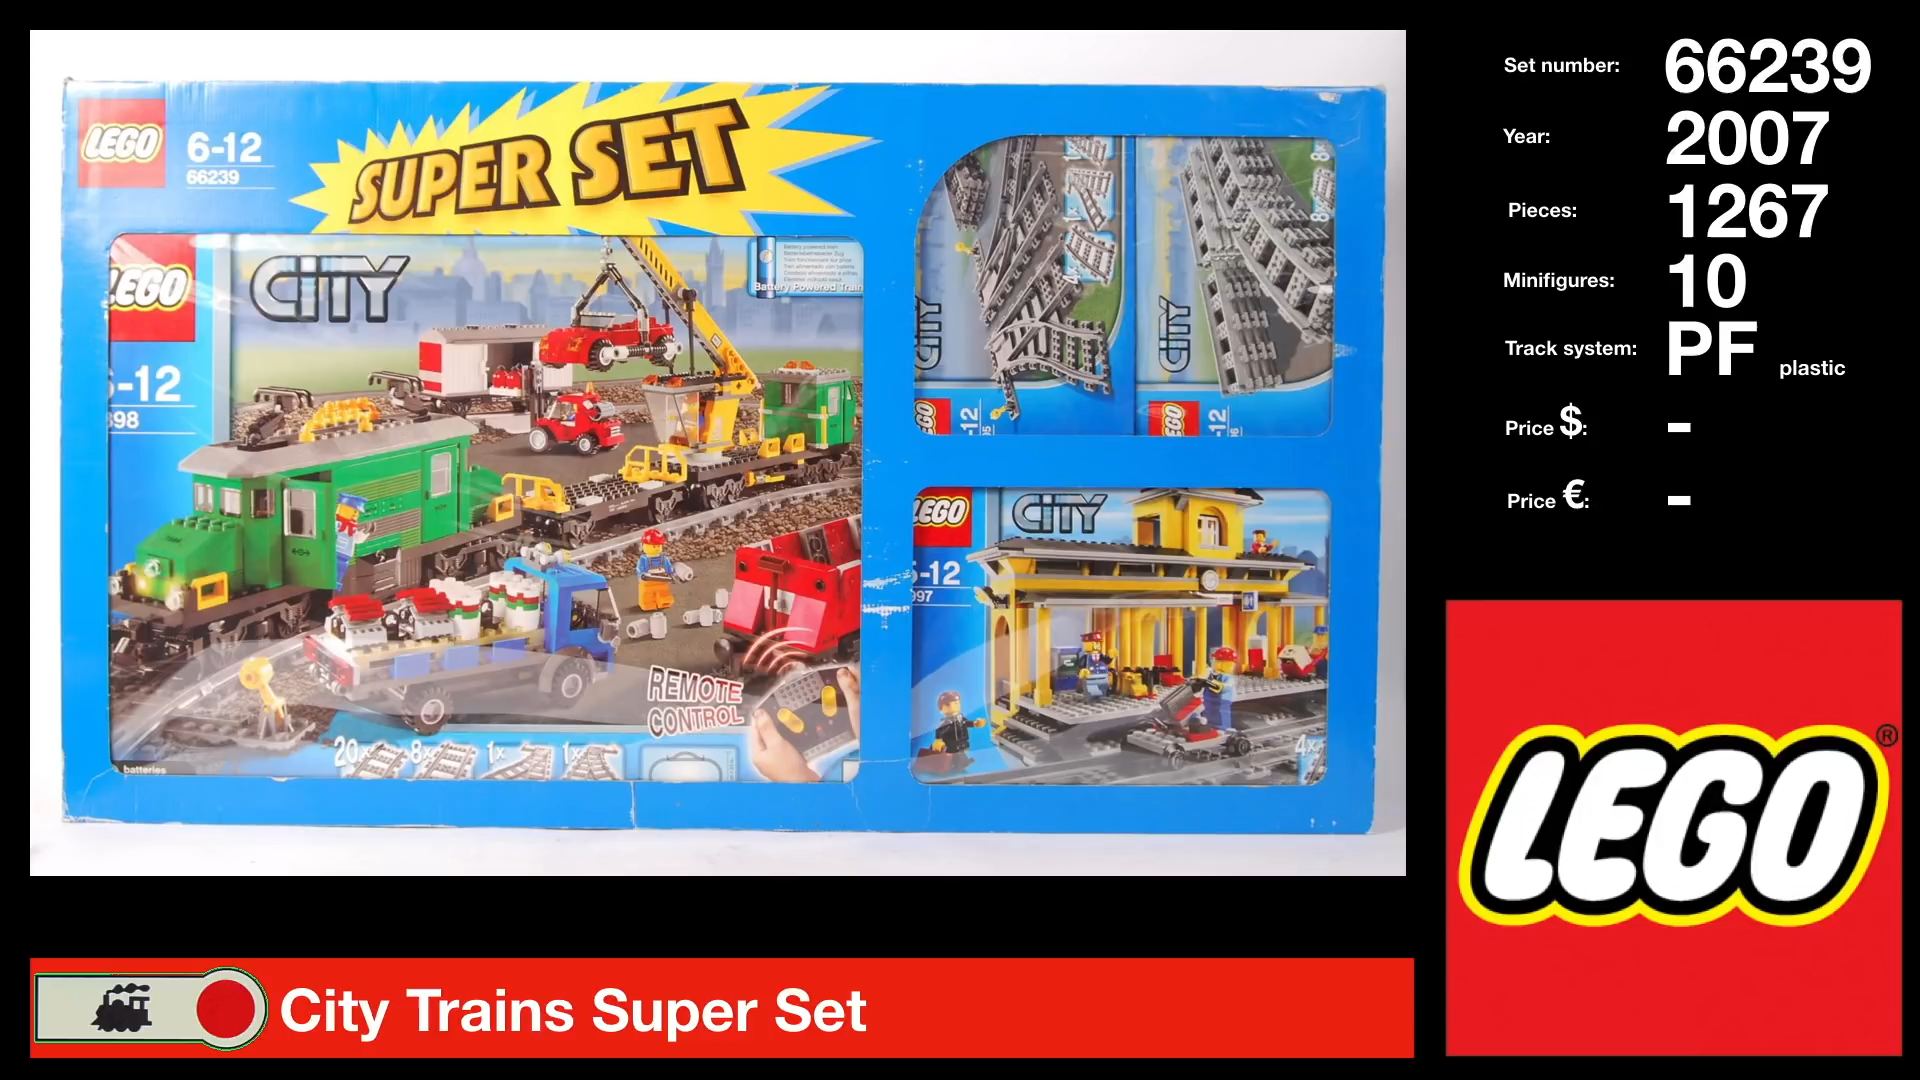 Set number: 66239
Year: 2007
Pieces: 1267
Minifigures: 10
Track system: PF plastic
Price $: -
Price €: -
LEGO ®
LEGO
6-12
66239
SUPER SET
LEGO
CITY
-12
Battery Powered Train
REMOTE
CONTROL
20x 8x 1x 1x
batteries
CITY
LEGO
-12
CITY
LEGO
-12
LEGO
CITY
-12
4x
City Trains Super Set